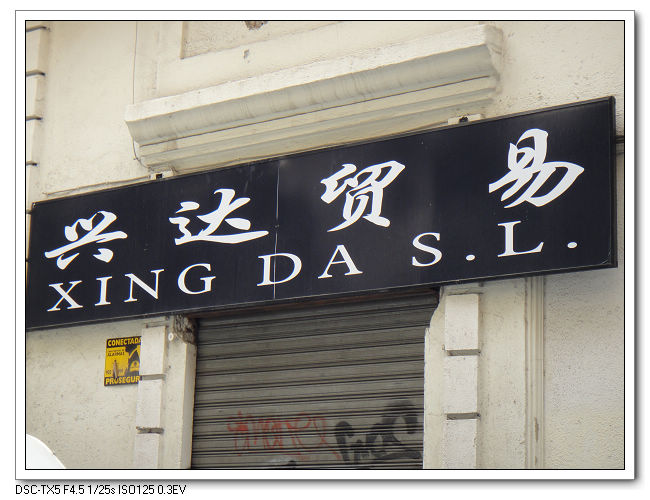 兴达贸易
XING DA S.L.
CONECTADA
PROSEGUR
DSC-TX5 F4.5 1/25s ISO125 0.3EV